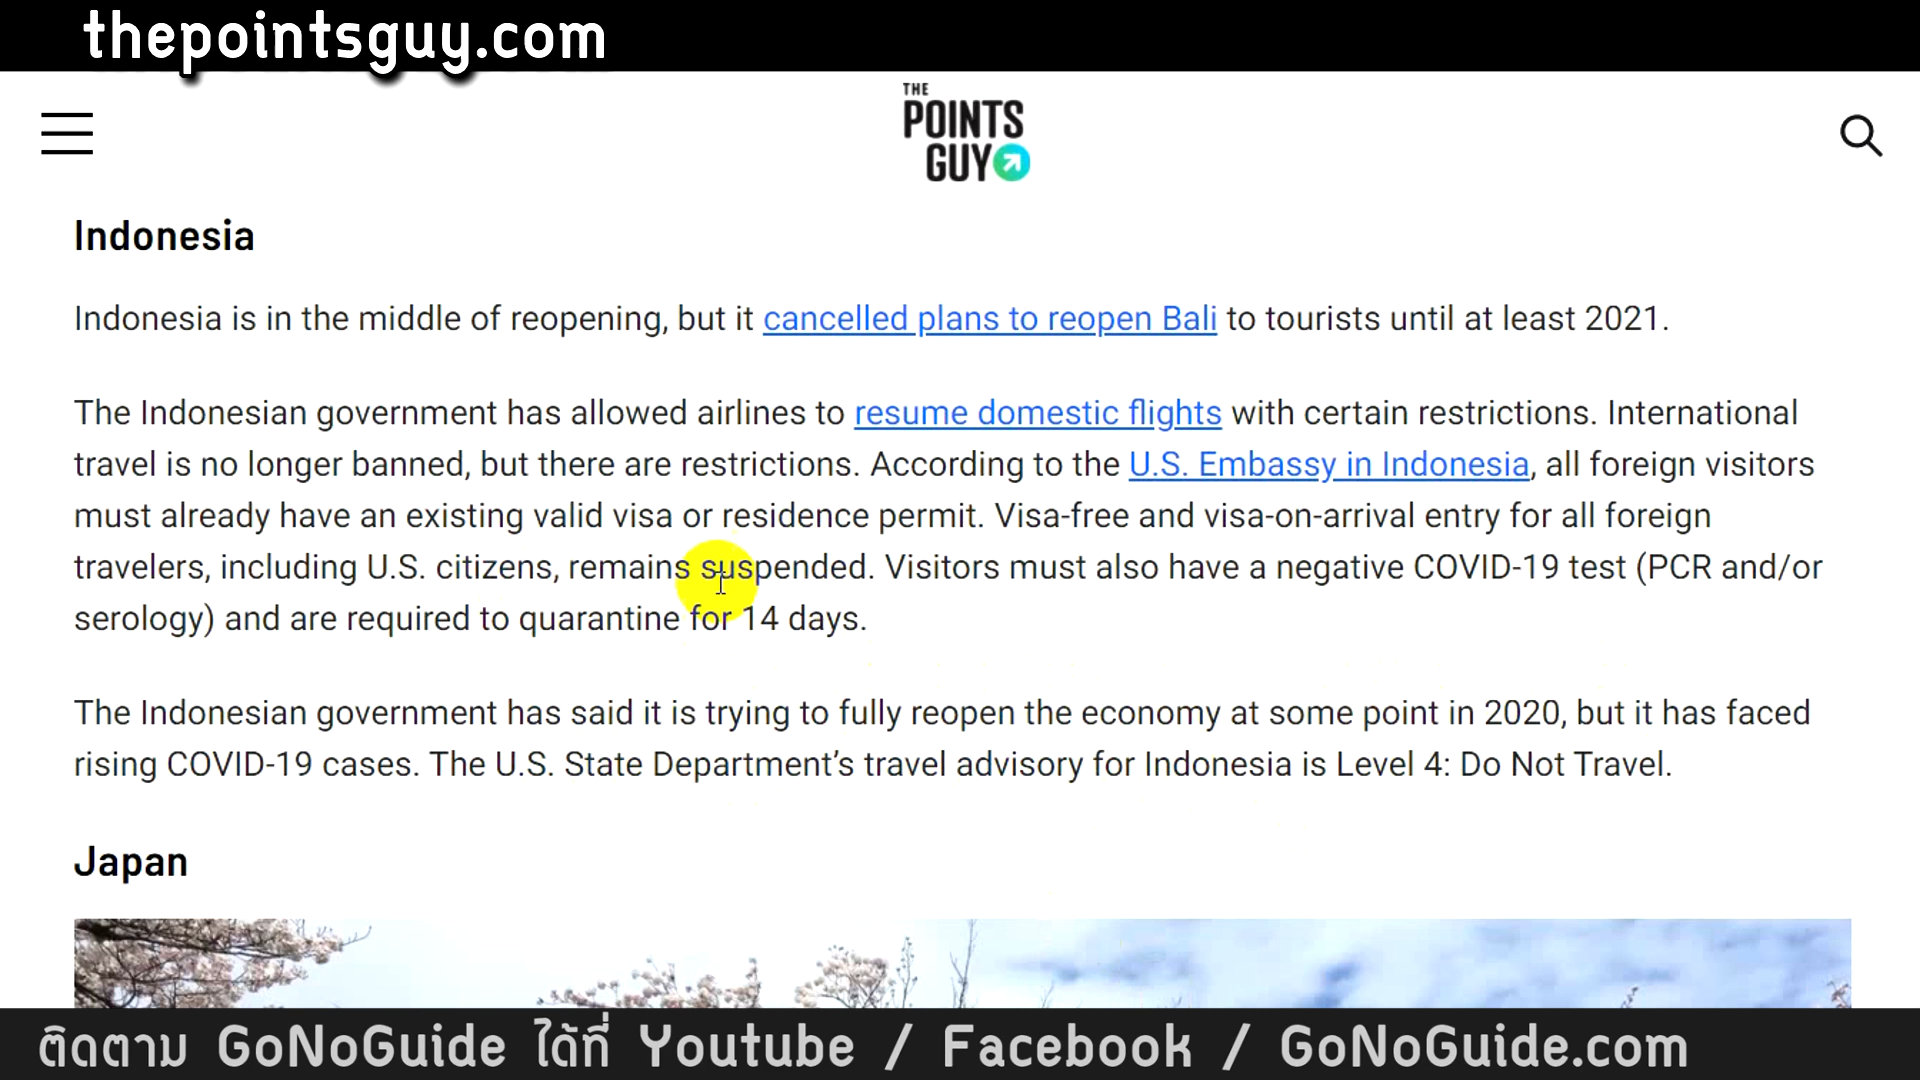 thepointsguy.com
THE
POINTS
GUY
Indonesia
Indonesia is in the middle of reopening, but it cancelled plans to reopen Bali to tourists until at least 2021.
The Indonesian government has allowed airlines to resume domestic flights with certain restrictions. International
travel is no longer banned, but there are restrictions. According to the U.S. Embassy in Indonesia, all foreign visitors
must already have an existing valid visa or residence permit. Visa-free and visa-on-arrival entry for all foreign
travelers, including U.S. citizens, remains suspended. Visitors must also have a negative COVID-19 test (PCR and/or
serology) and are required to quarantine for 14 days.
The Indonesian government has said it is trying to fully reopen the economy at some point in 2020, but it has faced
rising COVID-19 cases. The U.S. State Department’s travel advisory for Indonesia is Level 4: Do Not Travel.
Japan
ติดตาม GoNoGuide ได้ที่ Youtube / Facebook / GoNoGuide.com